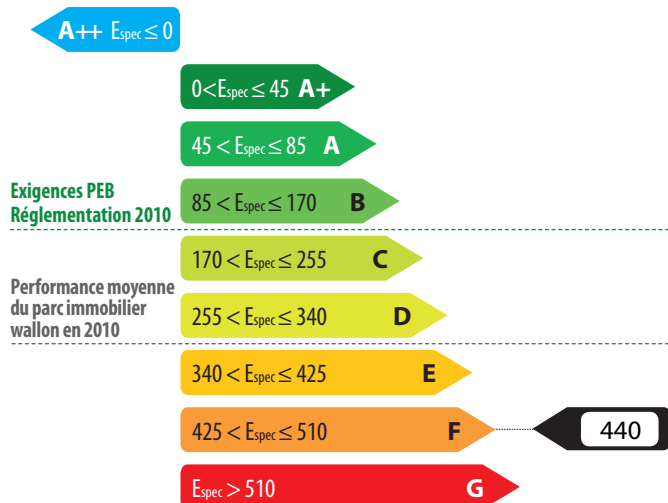 A++ Espec ≤ 0
0 < Espec ≤ 45 A+
45 < Espec ≤ 85 A
Exigences PEB
Réglementation 2010
85 < Espec ≤ 170 B
170 < Espec ≤ 255 C
Performance moyenne
du parc immobilier
wallon en 2010
255 < Espec ≤ 340 D
340 < Espec ≤ 425 E
425 < Espec ≤ 510 F 440
Espec > 510 G